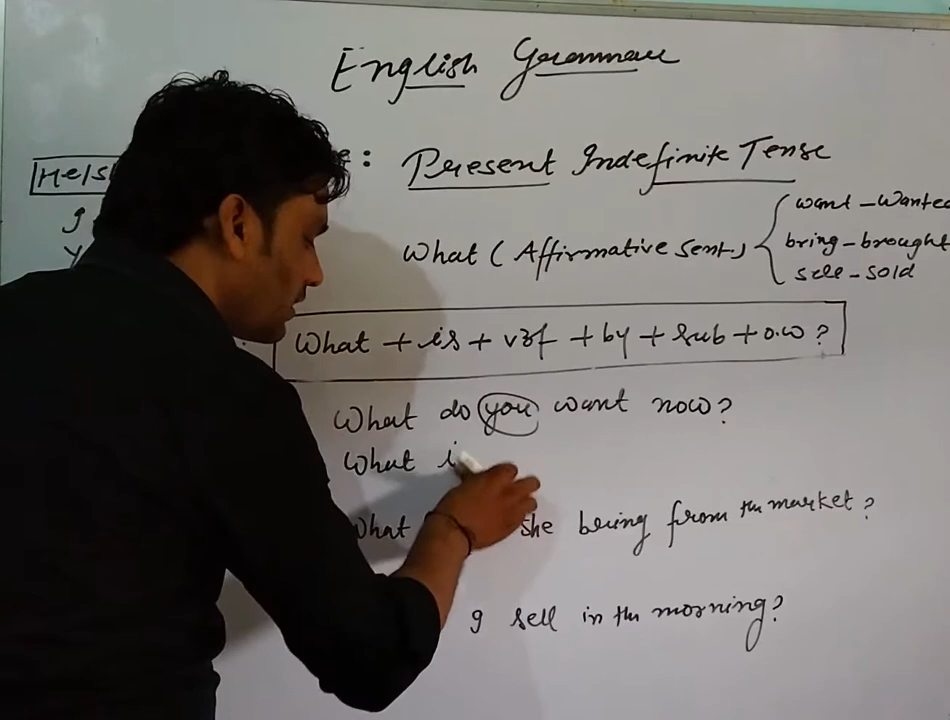 English Grammar
e: Present Indefinite Tense
He/S
What (Affirmative Sent.)
want - Wanted
bring - brought
sell - sold
What + is + v3f + by + sub + o.w ?
What do you want now?
What i
What she bring from the market?
I sell in the morning?